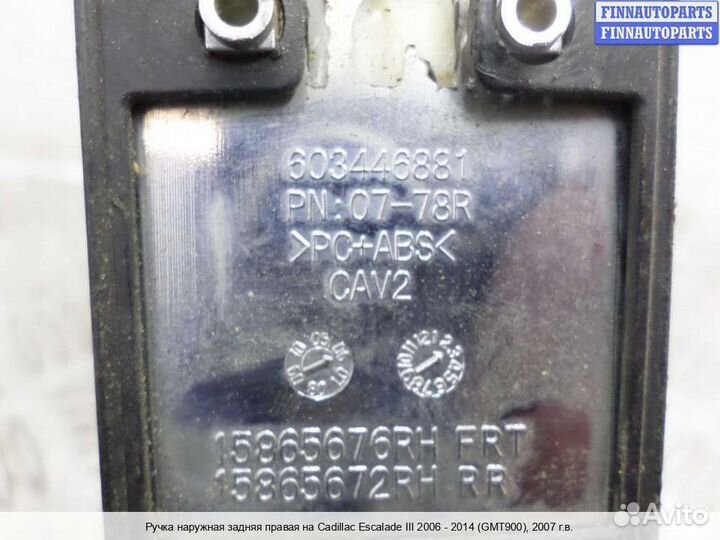 FINNAUTOPARTS
FINNAUTOPARTS
603446881
PN:07-78R
>PC+ABS<
CAV2
15865676RH FRT
15865672RH RR
Avito
Ручка наружная задняя правая на Cadillac Escalade III 2006 - 2014 (GMT900), 2007 г.в.